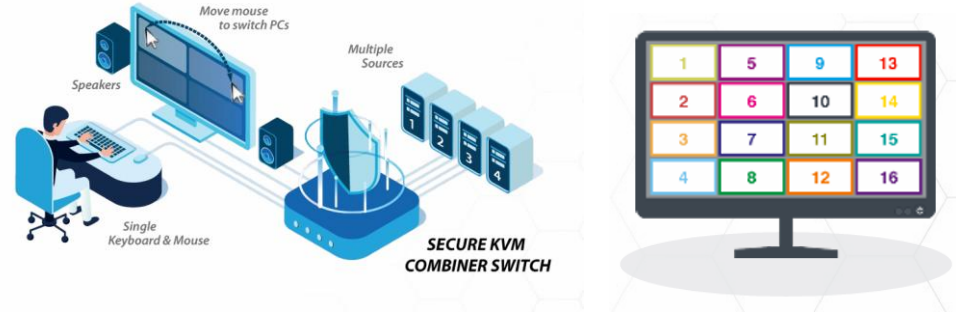 Move mouse
to switch PCs
Speakers
Multiple
Sources
1
2
3
4
Single
Keyboard & Mouse
SECURE KVM
COMBINER SWITCH
1 5 9 13
2 6 10 14
3 7 11 15
4 8 12 16